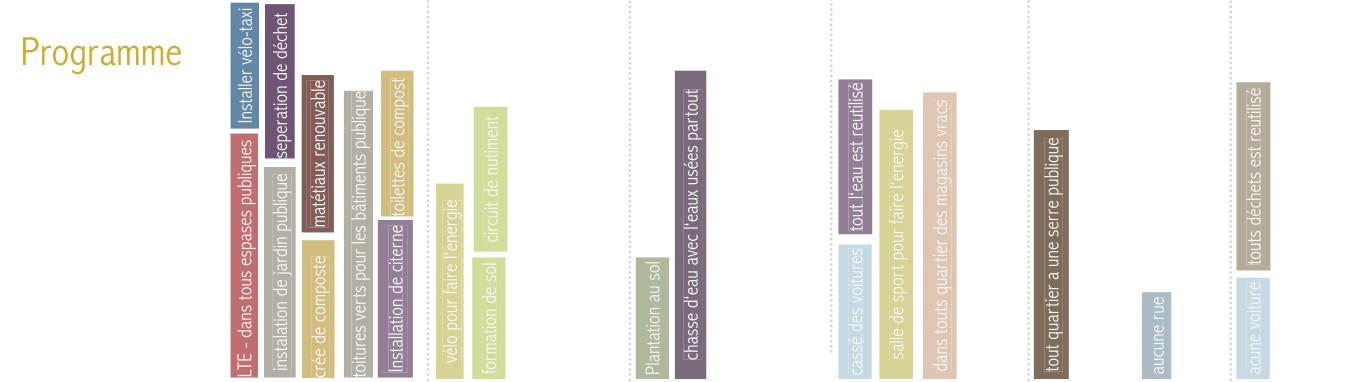 Programme
Installer vélo-taxi
LTE - dans tous espases publiques
seperation de déchet
instalation de jardin publique
matétiaux renouvable
crée de composte
toitures verts pour les bâtiments publique
toilettes de compost
Installation de citerne
vélo pour faire l'energie
circuit de nutiment
formation de sol
Plantation au sol
chasse d'eau avec l'eaux usées partout
tout l'eau est reutilisé
cassé des voitures
salle de sport pour faire l'energie
dans touts quartier des magasins vracs
tout quartier a une serre publique
aucune rue
touts déchets est reutilisé
acune voiture